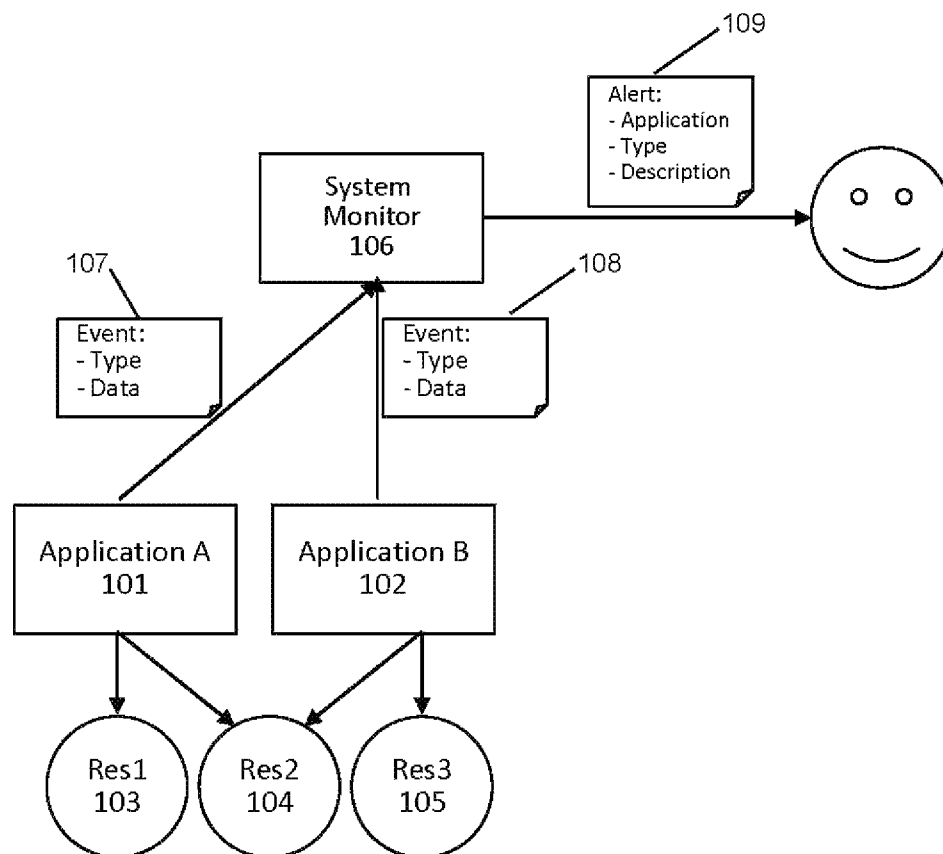 109
Alert:
- Application
- Type
- Description
System
Monitor
106
107
108
Event:
- Type
- Data
Event:
- Type
- Data
Application A
101
Application B
102
Res1
103
Res2
104
Res3
105